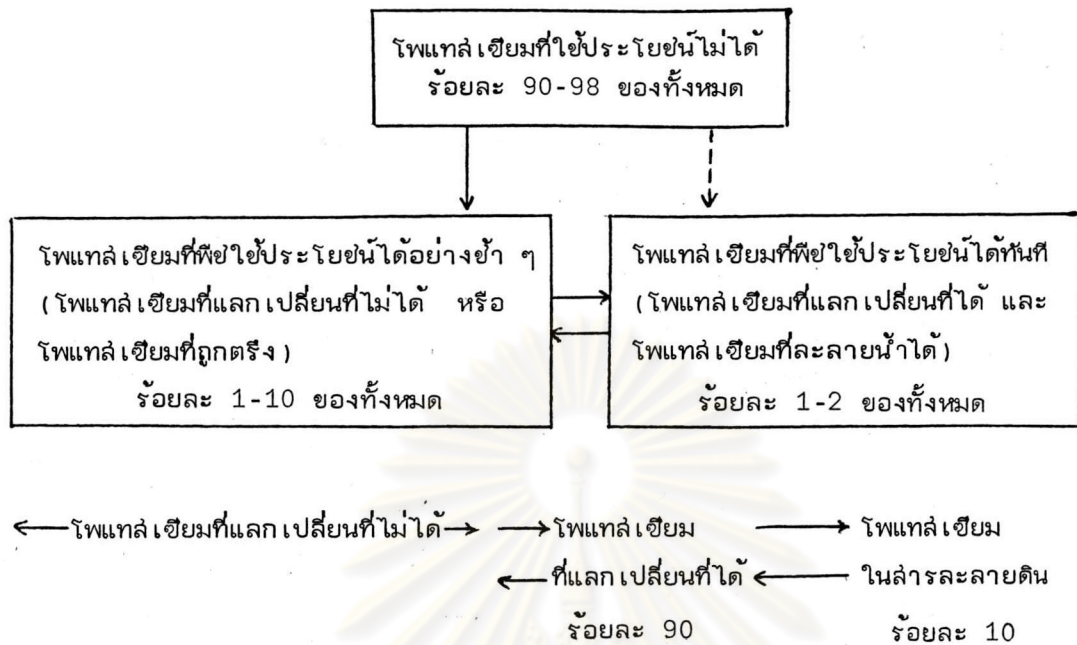 โพแทสเซียมที่ใช้ประโยชน์ไม่ได้
ร้อยละ 90-98 ของทั้งหมด
โพแทสเซียมที่พืชใช้ประโยชน์ได้อย่างช้า ๆ
(โพแทสเซียมที่แลกเปลี่ยนที่ไม่ได้ หรือ
โพแทสเซียมที่ถูกตรึง)
ร้อยละ 1-10 ของทั้งหมด
โพแทสเซียมที่พืชใช้ประโยชน์ได้ทันที
(โพแทสเซียมที่แลกเปลี่ยนที่ได้ และ
โพแทสเซียมที่ละลายน้ำได้)
ร้อยละ 1-2 ของทั้งหมด
โพแทสเซียมที่แลกเปลี่ยนที่ไม่ได้
โพแทสเซียม
ที่แลกเปลี่ยนที่ได้
ร้อยละ 90
โพแทสเซียม
ในสารละลายดิน
ร้อยละ 10